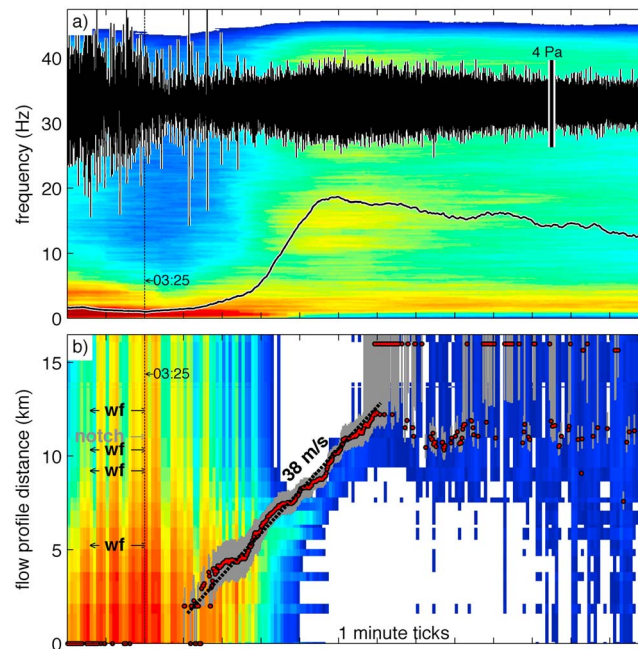 a)
40
4 Pa
30
frequency (Hz)
20
10
←03:25
0
b)
15
←03:25
← wf →
notch
← wf →
38 m/s
10
← wf →
flow profile distance (km)
← wf →
5
1 minute ticks
0